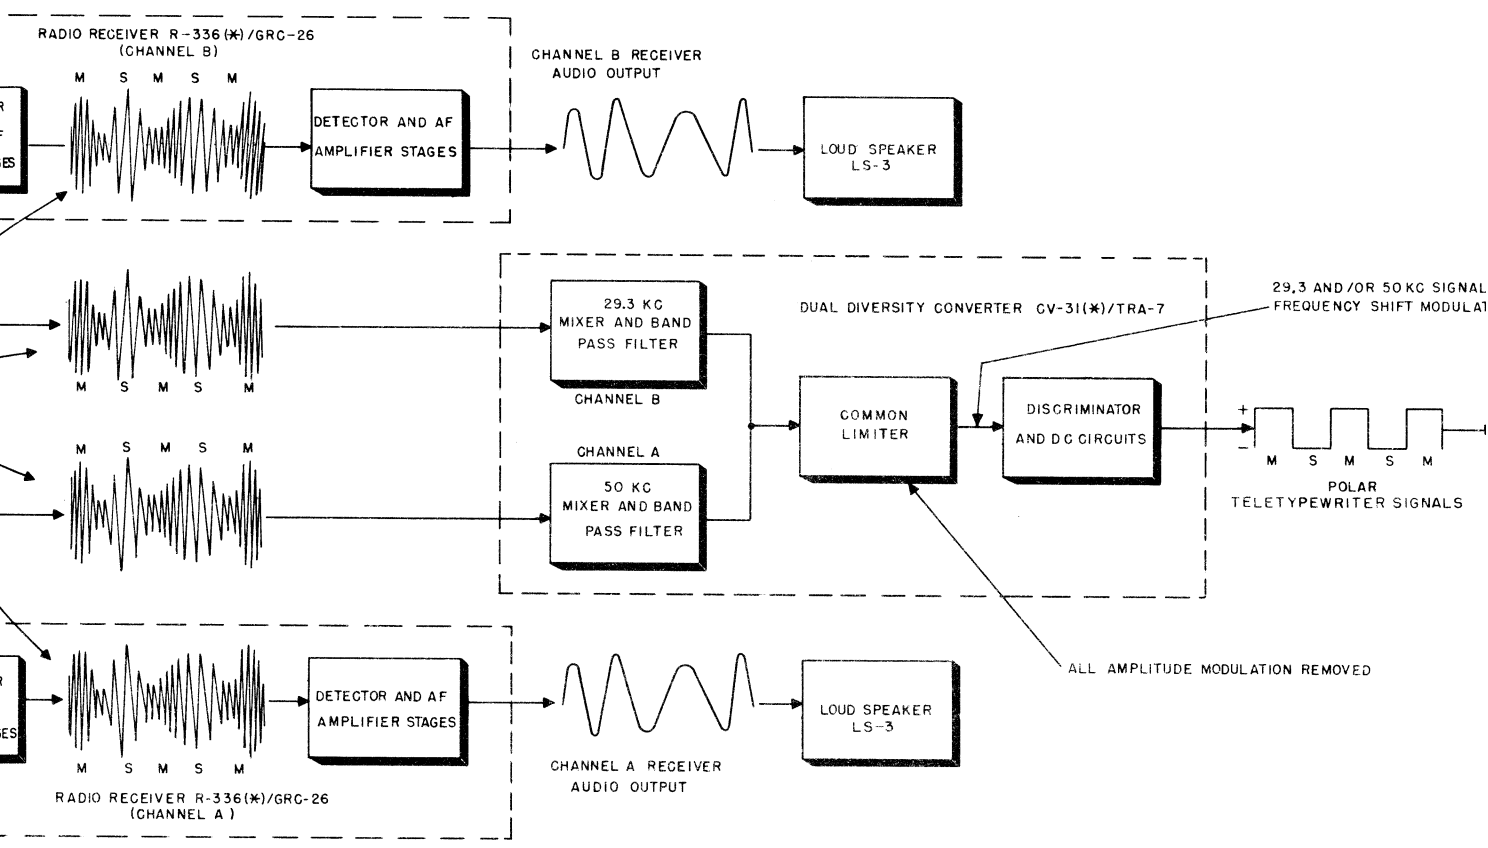 RADIO RECEIVER R-336(*)/GRC-26
(CHANNEL B)
M S M S M
DETECTOR AND AF
AMPLIFIER STAGES
CHANNEL B RECEIVER
AUDIO OUTPUT
LOUD SPEAKER
LS-3
M S M S M
29.3 KC
MIXER AND BAND
PASS FILTER
CHANNEL B
DUAL DIVERSITY CONVERTER CV-31(*)/TRA-7
29.3 AND/OR 50 KC SIGNAL
FREQUENCY SHIFT
COMMON
LIMITER
DISCRIMINATOR
AND DC CIRCUITS
+
−
M S M S M
POLAR
TELETYPEWRITER SIGNALS
M S M S M
CHANNEL A
50 KC
MIXER AND BAND
PASS FILTER
ALL AMPLITUDE MODULATION REMOVED
DETECTOR AND AF
AMPLIFIER STAGES
M S M S M
RADIO RECEIVER R-336(*)/GRC-26
(CHANNEL A)
CHANNEL A RECEIVER
AUDIO OUTPUT
LOUD SPEAKER
LS-3